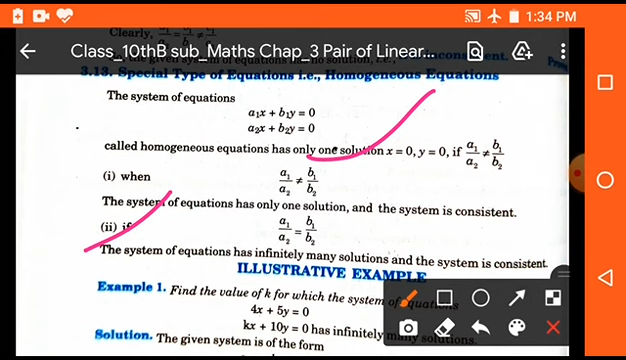 1:34 PM
Clearly, a₁/a₂ = b₁/b₂ ≠
Class_10thB sub_Maths Chap_3 Pair of Linear...
3.13. Special Type of Equations i.e., Homogeneous Equations
The system of equations
a₁x + b₁y = 0
a₂x + b₂y = 0
called homogeneous equations has only one solution x = 0, y = 0, if a₁/a₂ ≠ b₁/b₂
(i) when a₁/a₂ ≠ b₁/b₂
The system of equations has only one solution, and the system is consistent.
(ii) if a₁/a₂ = b₁/b₂
The system of equations has infinitely many solutions and the system is consistent
ILLUSTRATIVE EXAMPLE
Example 1. Find the value of k for which the system of equations
4x + 5y = 0
kx + 10y = 0 has infinitely many solutions.
Solution. The given system is of the form